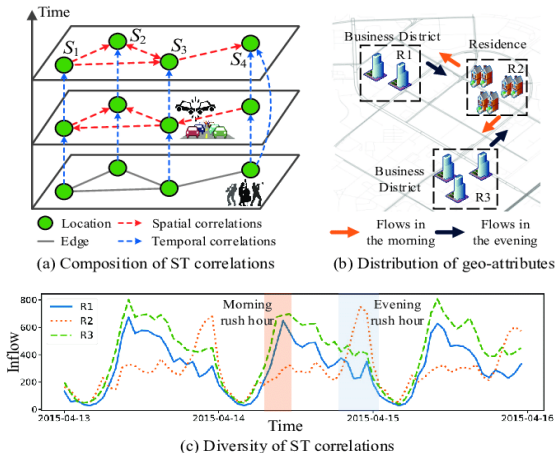 Time
S1
S2
S3
S4
Location
Spatial correlations
Edge
Temporal correlations
(a) Composition of ST correlations
Business District
R1
Residence
R2
Business
District
R3
Flows in
the morning
Flows in
the evening
(b) Distribution of geo-attributes
Inflow
800
600
400
200
0
R1
R2
R3
Morning
rush hour
Evening
rush hour
2015-04-13
2015-04-14
2015-04-15
2015-04-16
Time
(c) Diversity of ST correlations